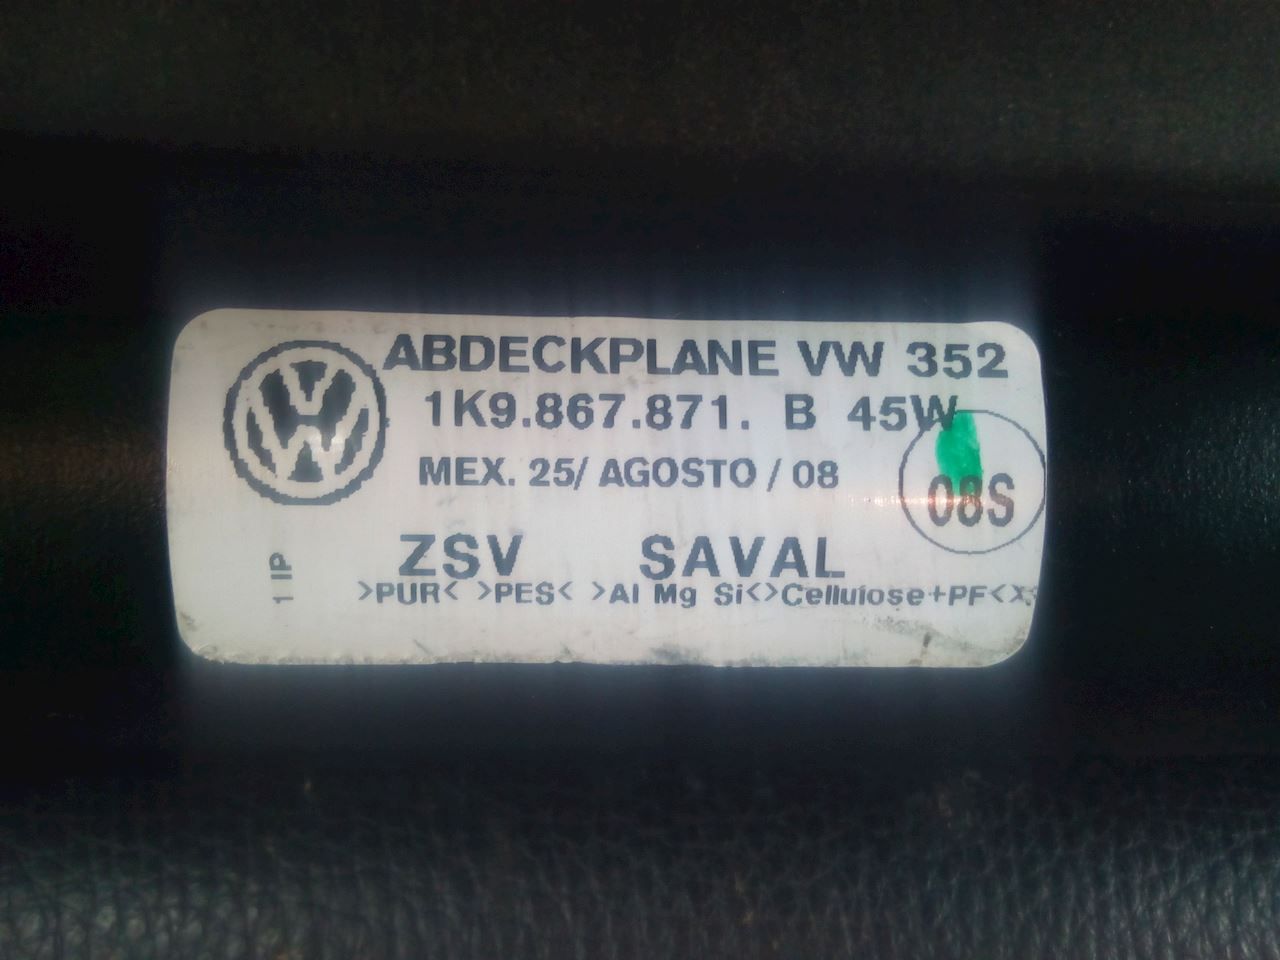 ABDECKPLANE VW 352
1K9.867.871. B 45W
MEX. 25/ AGOSTO / 08
08S
ZSV SAVAL
1 IP
>PUR< >PES< >Al Mg Si<>Cellulose+PF<